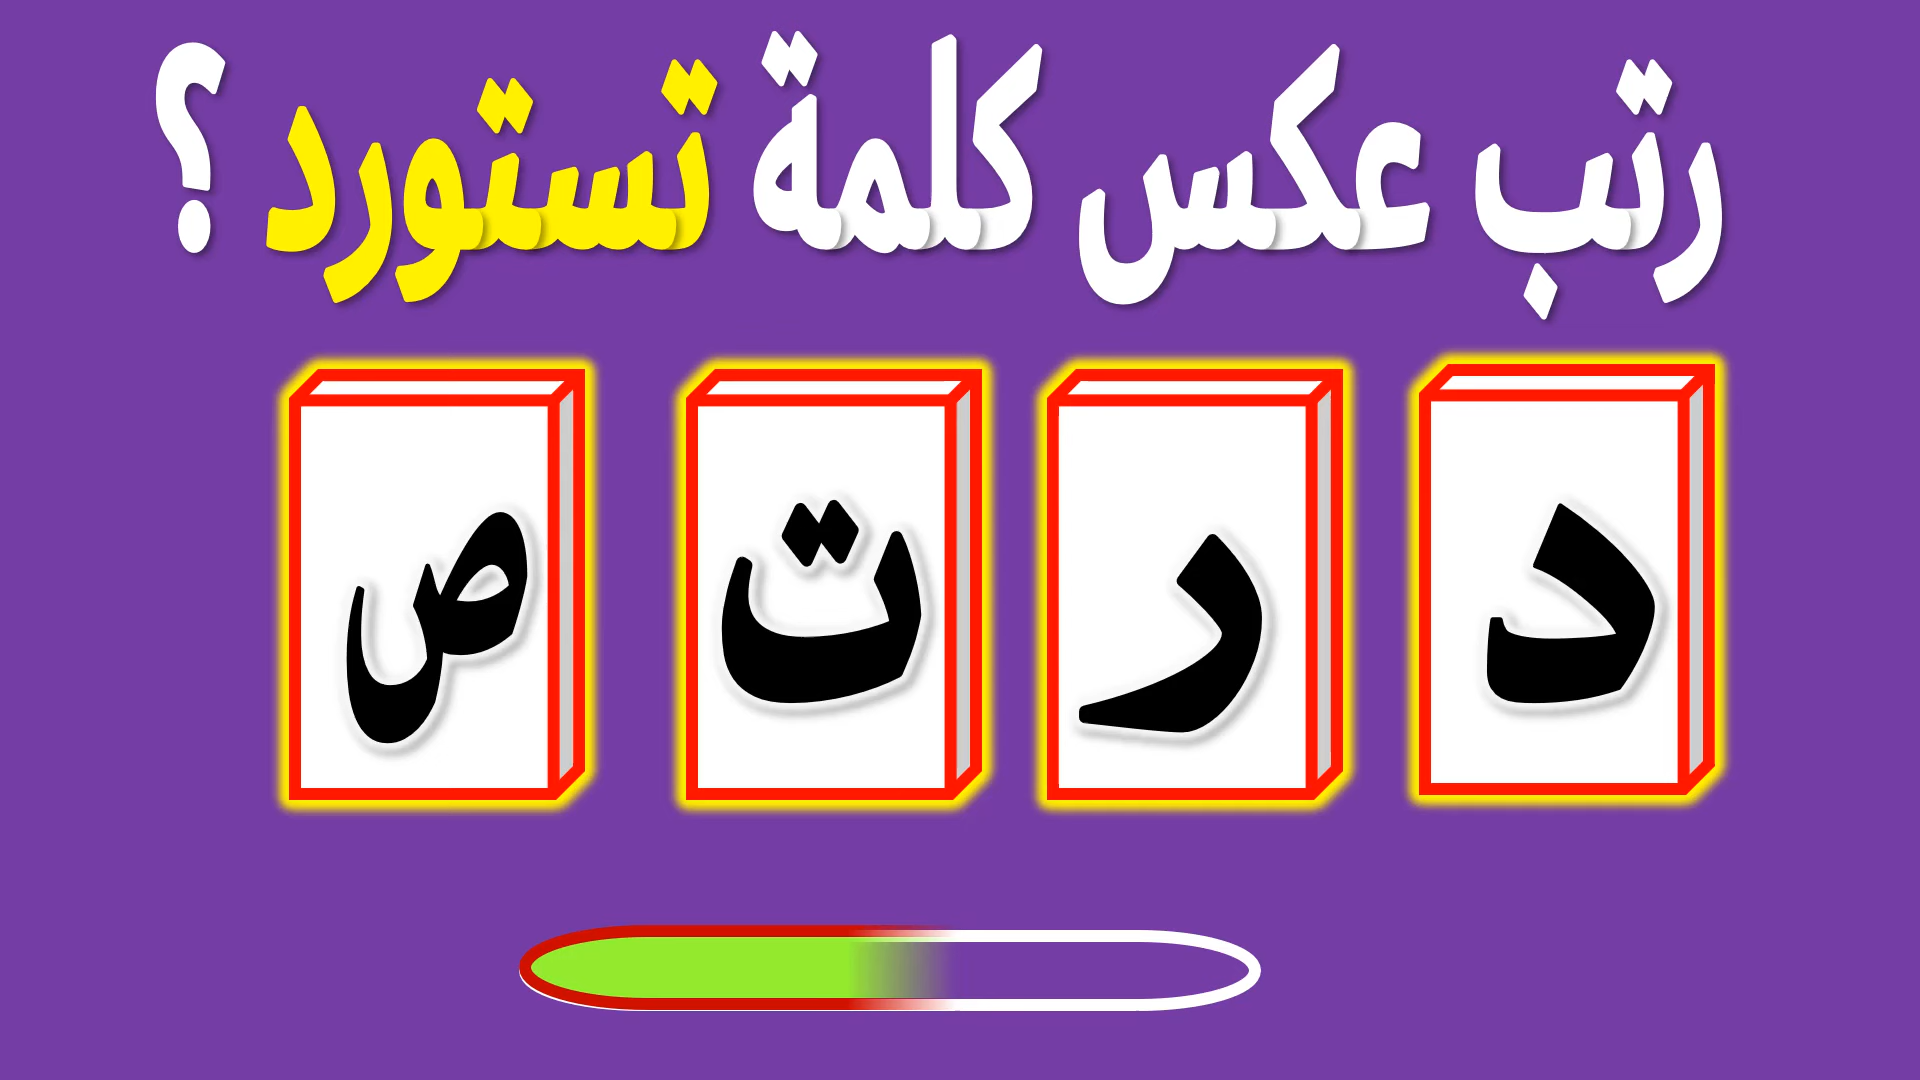 رتب عكس كلمة تستورد ؟
د ر ت ص